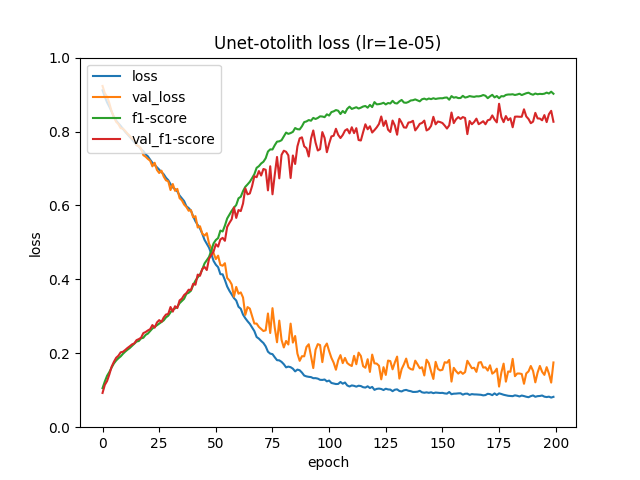 Unet-otolith loss (lr=1e-05)
loss
val_loss
f1-score
val_f1-score
1.0
0.8
0.6
0.4
0.2
0.0
loss
0 25 50 75 100 125 150 175 200
epoch